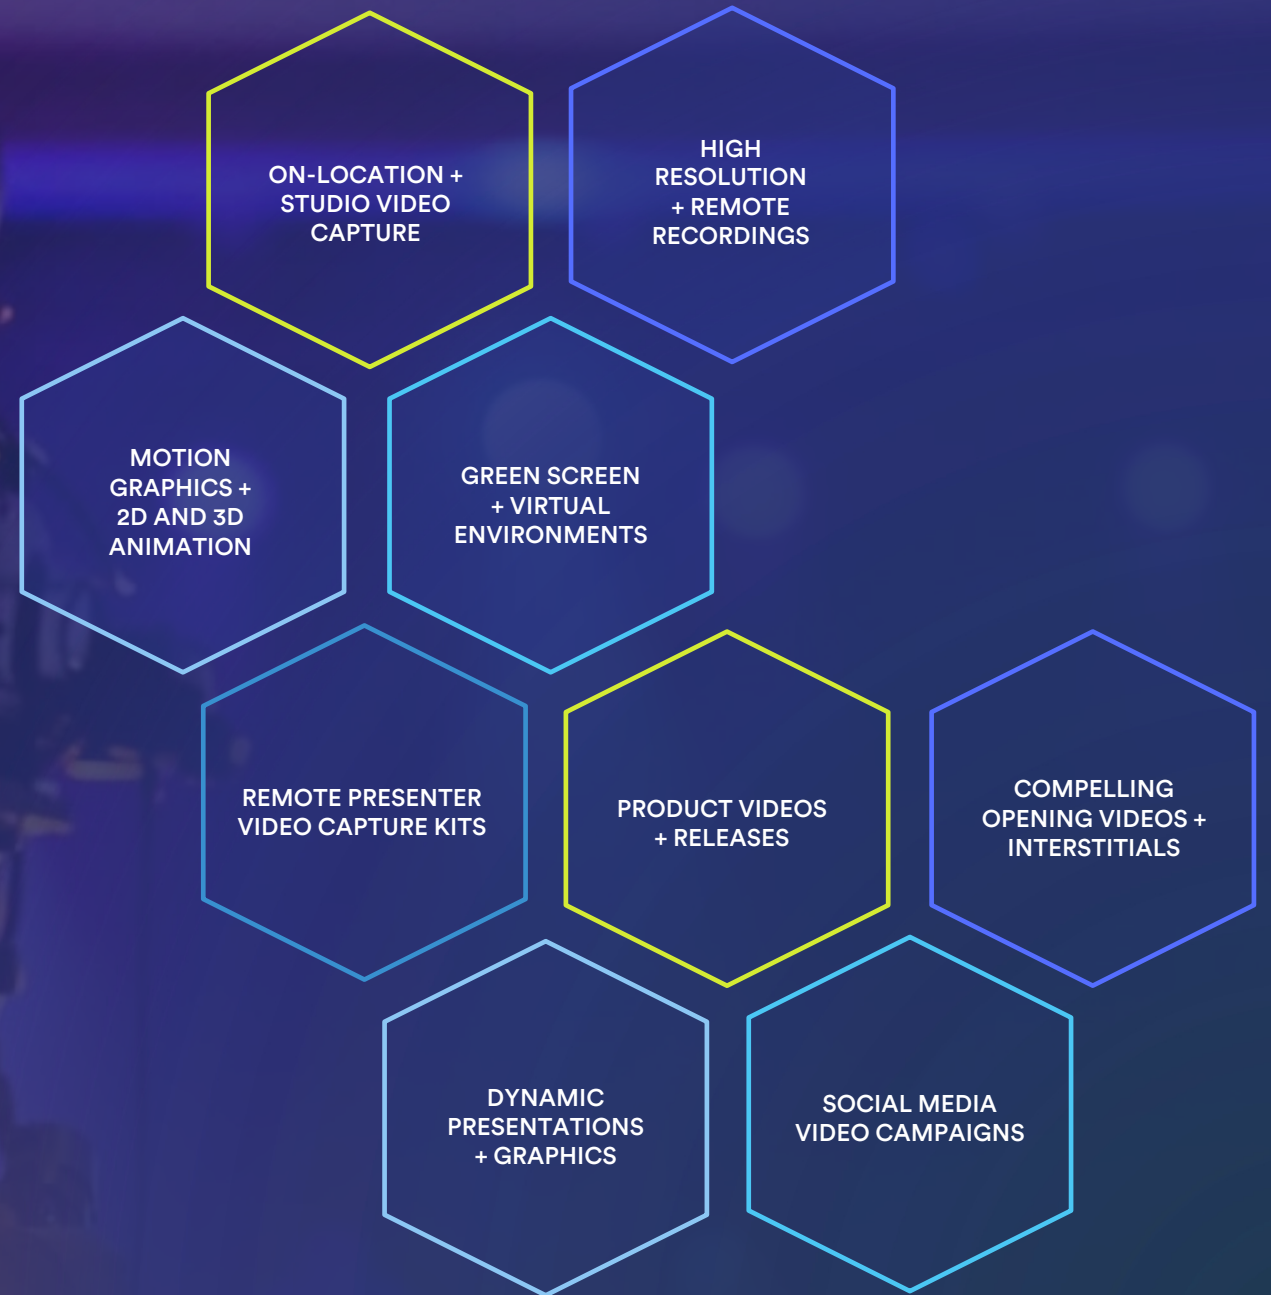 ON-LOCATION +
STUDIO VIDEO
CAPTURE
HIGH
RESOLUTION
+ REMOTE
RECORDINGS
MOTION
GRAPHICS +
2D AND 3D
ANIMATION
GREEN SCREEN
+ VIRTUAL
ENVIRONMENTS
REMOTE PRESENTER
VIDEO CAPTURE KITS
PRODUCT VIDEOS
+ RELEASES
COMPELLING
OPENING VIDEOS +
INTERSTITIALS
DYNAMIC
PRESENTATIONS
+ GRAPHICS
SOCIAL MEDIA
VIDEO CAMPAIGNS